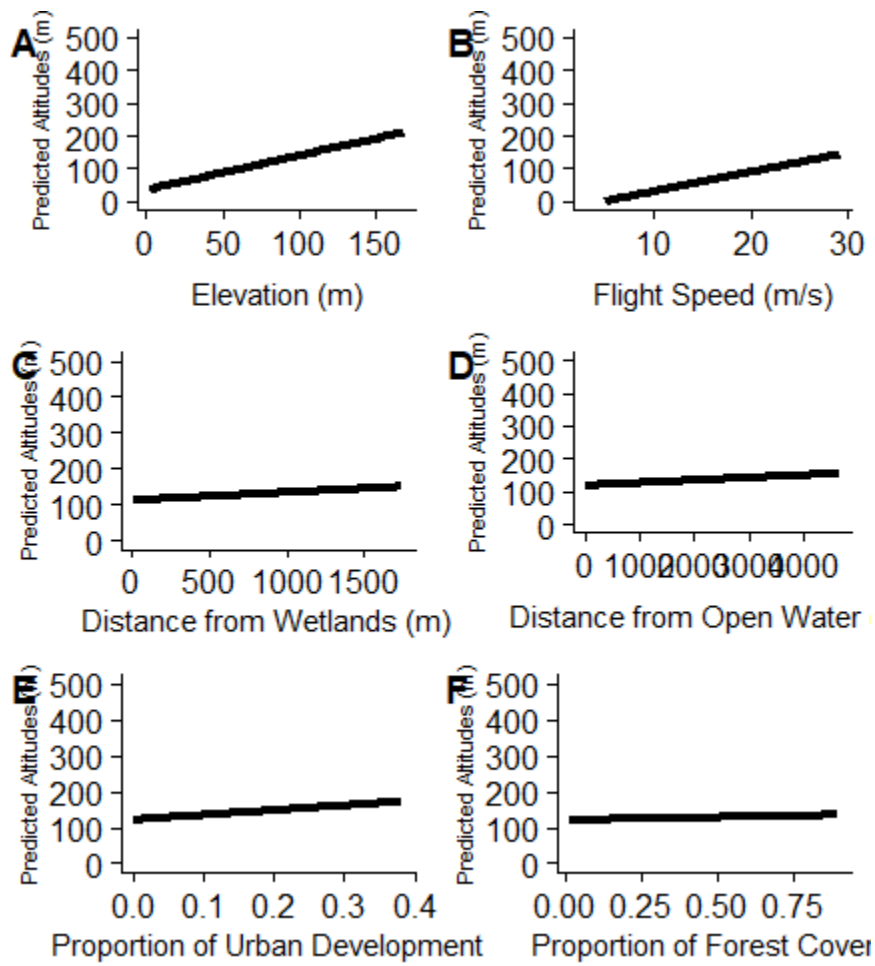 A
Predicted Altitudes (m)
500
400
300
200
100
0
0 50 100 150
Elevation (m)
B
Predicted Altitudes (m)
500
400
300
200
100
0
10 20 30
Flight Speed (m/s)
C
Predicted Altitudes (m)
500
400
300
200
100
0
0 500 1000 1500
Distance from Wetlands (m)
D
Predicted Altitudes (m)
500
400
300
200
100
0
0 1000 2000 3000 4000
Distance from Open Water
E
Predicted Altitudes (m)
500
400
300
200
100
0
0.0 0.1 0.2 0.3 0.4
Proportion of Urban Development
F
Predicted Altitudes (m)
500
400
300
200
100
0
0.00 0.25 0.50 0.75
Proportion of Forest Cover